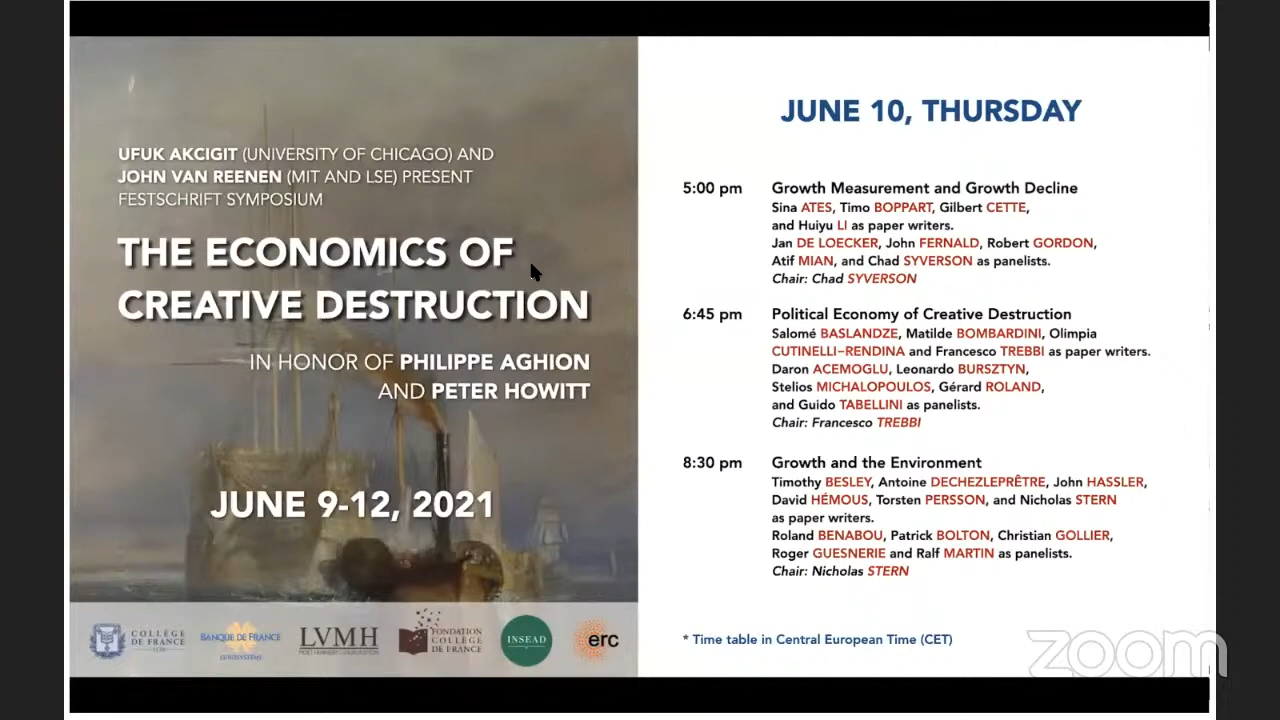 UFUK AKCIGIT (UNIVERSITY OF CHICAGO) AND
JOHN VAN REENEN (MIT AND LSE) PRESENT
FESTSCHRIFT SYMPOSIUM
THE ECONOMICS OF
CREATIVE DESTRUCTION
IN HONOR OF PHILIPPE AGHION
AND PETER HOWITT
JUNE 9-12, 2021
COLLÈGE
DE FRANCE
1530
BANQUE DE FRANCE
EUROSYSTÈME
LVMH
MOËT HENNESSY • LOUIS VUITTON
FONDATION
COLLÈGE
DE FRANCE
INSEAD
erc
JUNE 10, THURSDAY
5:00 pm Growth Measurement and Growth Decline
Sina ATES, Timo BOPPART, Gilbert CETTE,
and Huiyu LI as paper writers.
Jan DE LOECKER, John FERNALD, Robert GORDON,
Atif MIAN, and Chad SYVERSON as panelists.
Chair: Chad SYVERSON
6:45 pm Political Economy of Creative Destruction
Salomé BASLANDZE, Matilde BOMBARDINI, Olimpia
CUTINELLI–RENDINA and Francesco TREBBI as paper writers.
Daron ACEMOGLU, Leonardo BURSZTYN,
Stelios MICHALOPOULOS, Gérard ROLAND,
and Guido TABELLINI as panelists.
Chair: Francesco TREBBI
8:30 pm Growth and the Environment
Timothy BESLEY, Antoine DECHEZLEPRÊTRE, John HASSLER,
David HÉMOUS, Torsten PERSSON, and Nicholas STERN
as paper writers.
Roland BENABOU, Patrick BOLTON, Christian GOLLIER,
Roger GUESNERIE and Ralf MARTIN as panelists.
Chair: Nicholas STERN
* Time table in Central European Time (CET)
zoom